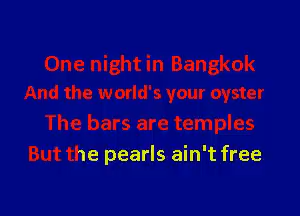 One night in Bangkok
And the world's your oyster
The bars are temples
But the pearls ain't free